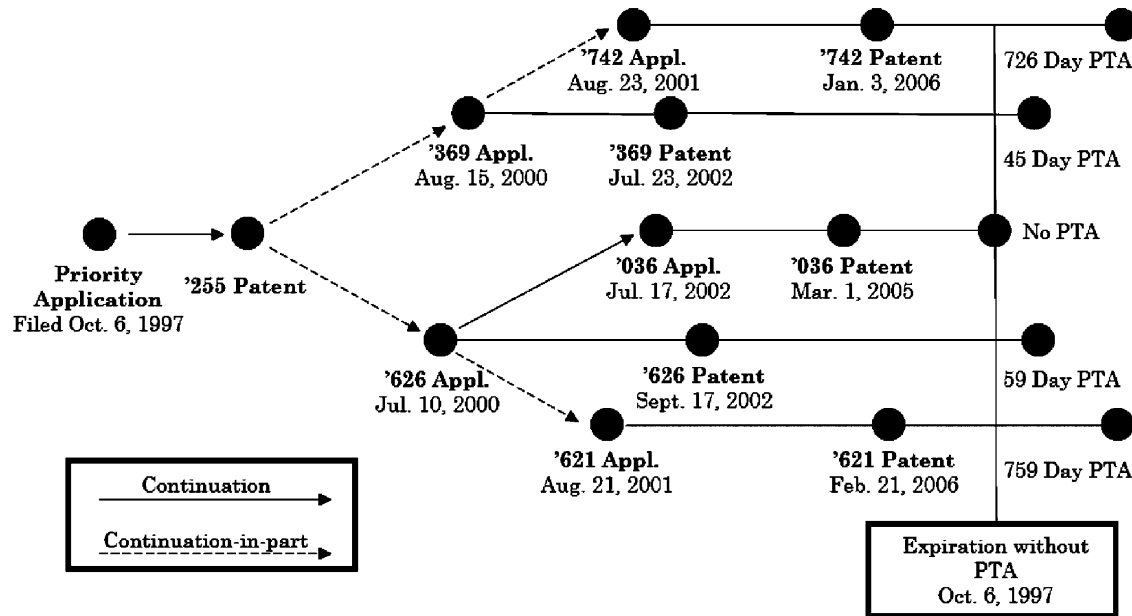 '742 Appl.
Aug. 23, 2001
'742 Patent
Jan. 3, 2006
726 Day PTA
'369 Appl.
Aug. 15, 2000
'369 Patent
Jul. 23, 2002
45 Day PTA
Priority
Application
Filed Oct. 6, 1997
'255 Patent
'036 Appl.
Jul. 17, 2002
'036 Patent
Mar. 1, 2005
No PTA
'626 Appl.
Jul. 10, 2000
'626 Patent
Sept. 17, 2002
59 Day PTA
'621 Appl.
Aug. 21, 2001
'621 Patent
Feb. 21, 2006
759 Day PTA
Continuation
Continuation-in-part
Expiration without
PTA
Oct. 6, 1997